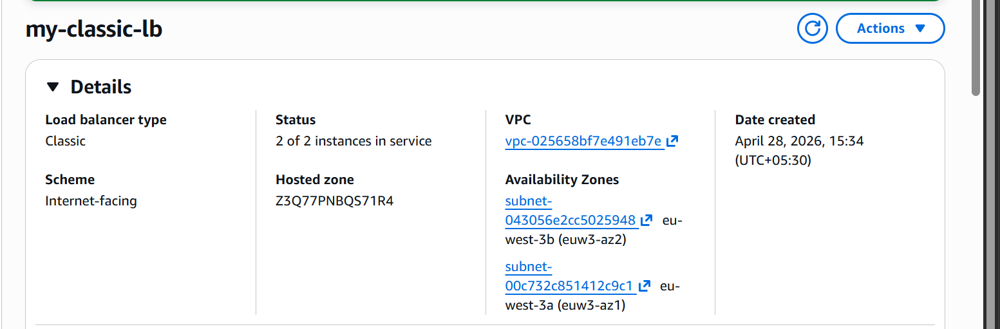 my-classic-lb
Actions
Details
Load balancer type
Classic
Scheme
Internet-facing
Status
2 of 2 instances in service
Hosted zone
Z3Q77PNBQS71R4
VPC
vpc-025658bf7e491eb7e
Availability Zones
subnet-
043056e2cc5025948 eu-
west-3b (euw3-az2)
subnet-
00c732c851412c9c1 eu-
west-3a (euw3-az1)
Date created
April 28, 2026, 15:34
(UTC+05:30)